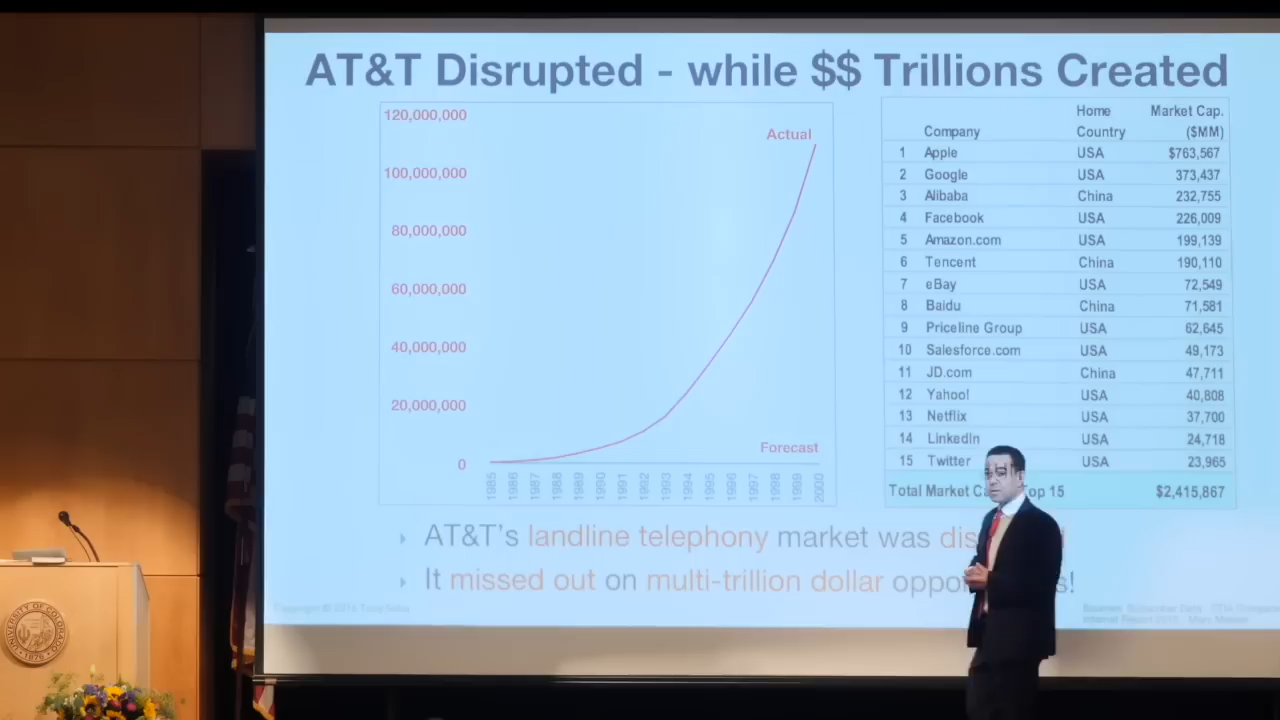 AT&T Disrupted - while $$ Trillions Created
120,000,000
100,000,000
80,000,000
60,000,000
40,000,000
20,000,000
0
Actual
Forecast
1985 1986 1987 1988 1989 1990 1991 1992 1993 1994 1995 1996 1997 1998 1999 2000
Company Home Country Market Cap. ($MM)
1 Apple USA $763,567
2 Google USA 373,437
3 Alibaba China 232,755
4 Facebook USA 226,009
5 Amazon.com USA 199,139
6 Tencent China 190,110
7 eBay USA 72,549
8 Baidu China 71,581
9 Priceline Group USA 62,645
10 Salesforce.com USA 49,173
11 JD.com China 47,711
12 Yahoo! USA 40,808
13 Netflix USA 37,700
14 LinkedIn USA 24,718
15 Twitter USA 23,965
Total Market Top 15 $2,415,867
AT&T's landline telephony market was
It missed out on multi-trillion dollar
UNIVERSITY OF COLORADO
1876